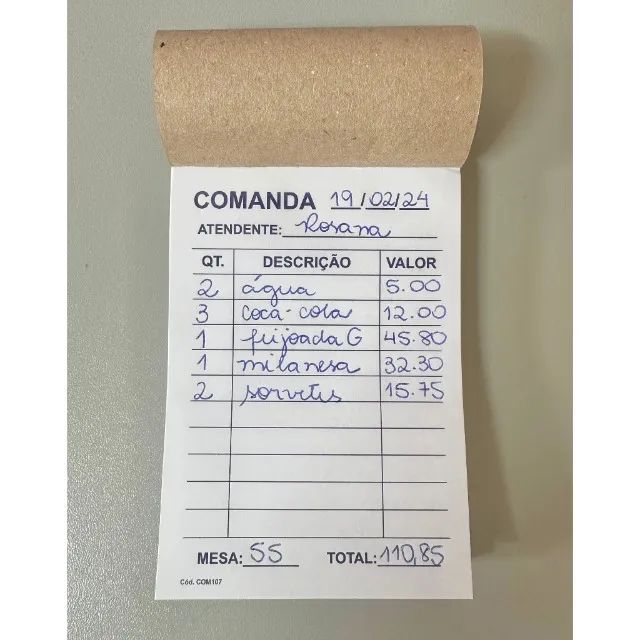 COMANDA 19/02/24
ATENDENTE: Rosana
QT. DESCRIÇÃO VALOR
2 água 5.00
3 coca-cola 12.00
1 feijoada G 45.80
1 milanesa 32.30
2 sorvetes 15.75
MESA: 55 TOTAL: 110,85
Cód. COM107